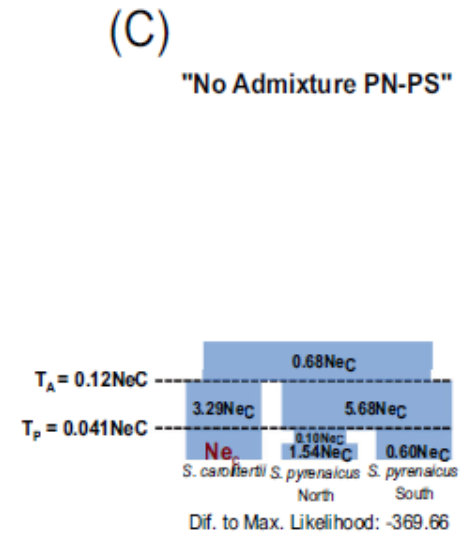 (C)
"No Admixture PN-PS"
0.68NeC
TA = 0.12NeC
3.29NeC 5.68NeC
TP = 0.041NeC
0.10NeC
NeC 1.54NeC 0.60NeC
S. carolitertii S. pyrenaicus S. pyrenaicus
North South
Dif. to Max. Likelihood: -369.66